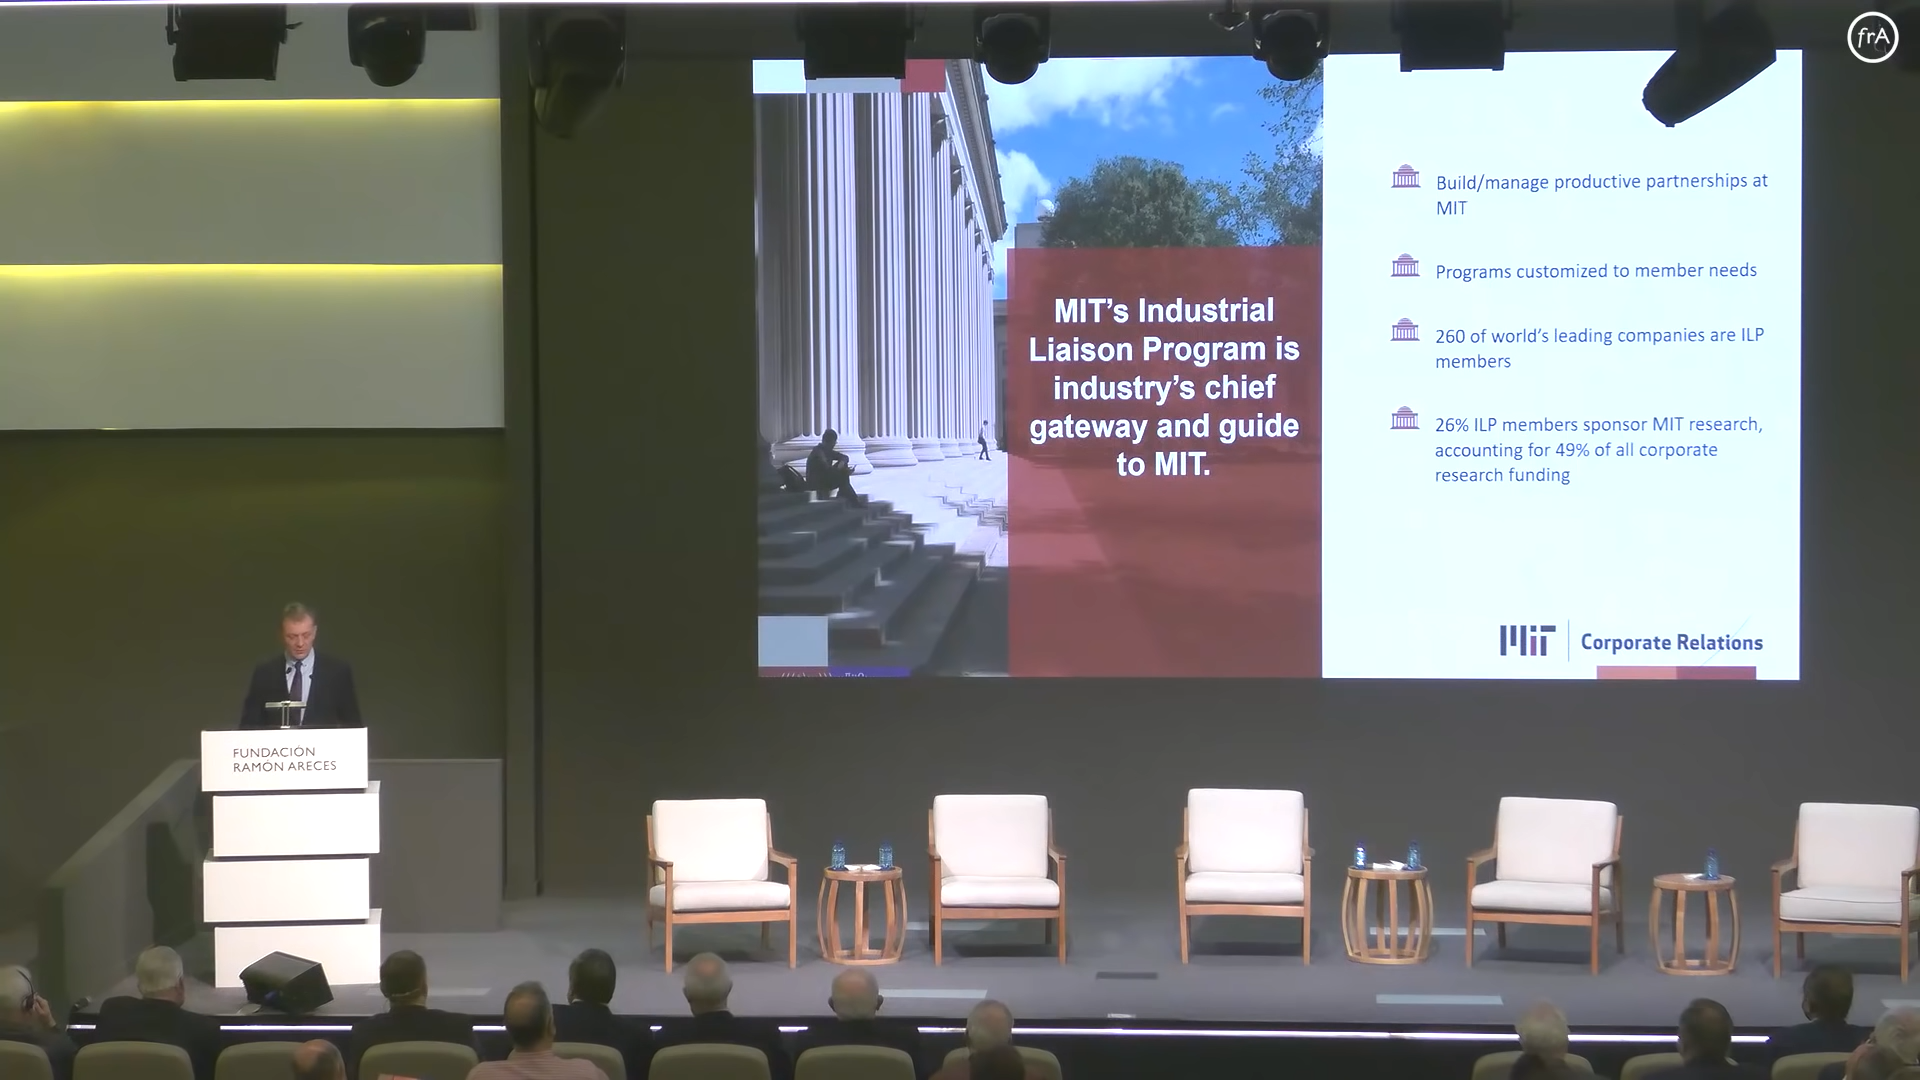 frA
MIT's Industrial
Liaison Program is
industry's chief
gateway and guide
to MIT.
Build/manage productive partnerships at
MIT
Programs customized to member needs
260 of world's leading companies are ILP
members
26% ILP members sponsor MIT research,
accounting for 49% of all corporate
research funding
MIT Corporate Relations
FUNDACIÓN
RAMÓN ARECES